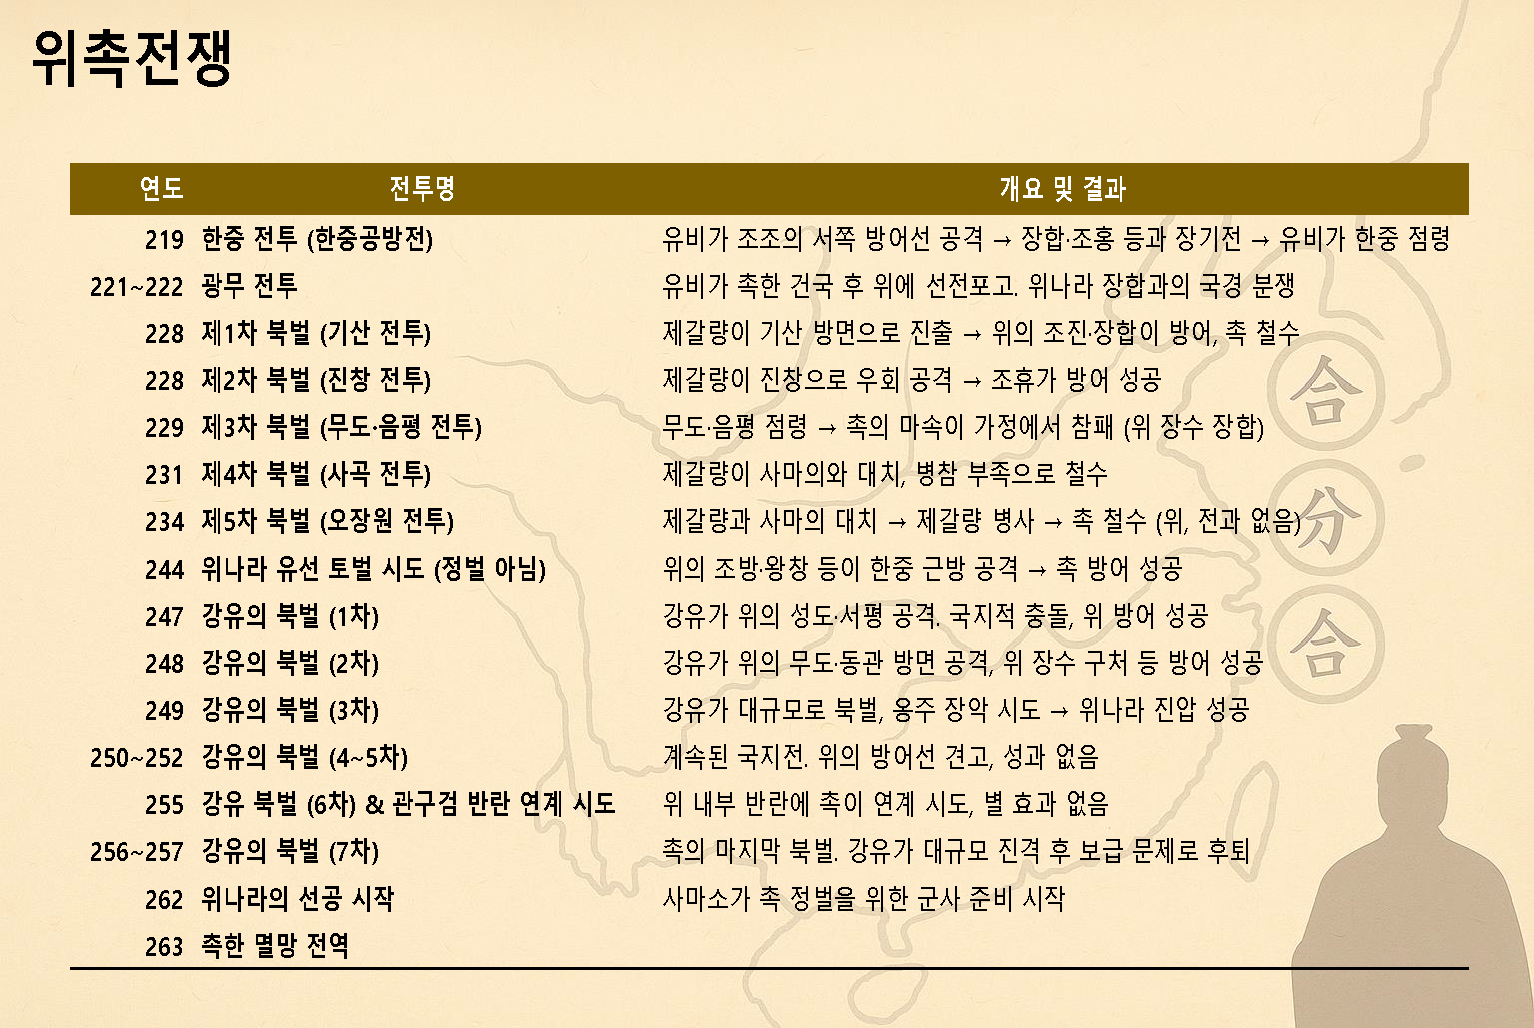 위촉전쟁
연도 전투명 개요 및 결과
219 한중 전투 (한중공방전) 유비가 조조의 서쪽 방어선 공격 → 장합·조홍 등과 장기전 → 유비가 한중 점령
221~222 광무 전투 유비가 촉한 건국 후 위에 선전포고. 위나라 장합과의 국경 분쟁
228 제1차 북벌 (기산 전투) 제갈량이 기산 방면으로 진출 → 위의 조진·장합이 방어, 촉 철수
228 제2차 북벌 (진창 전투) 제갈량이 진창으로 우회 공격 → 조휴가 방어 성공
229 제3차 북벌 (무도·음평 전투) 무도·음평 점령 → 촉의 마속이 가정에서 참패 (위 장수 장합)
231 제4차 북벌 (사곡 전투) 제갈량이 사마의와 대치, 병참 부족으로 철수
234 제5차 북벌 (오장원 전투) 제갈량과 사마의 대치 → 제갈량 병사 → 촉 철수 (위, 전과 없음)
244 위나라 유선 토벌 시도 (정벌 아님) 위의 조방·왕창 등이 한중 근방 공격 → 촉 방어 성공
247 강유의 북벌 (1차) 강유가 위의 성도·서평 공격. 국지적 충돌, 위 방어 성공
248 강유의 북벌 (2차) 강유가 위의 무도·동관 방면 공격, 위 장수 구처 등 방어 성공
249 강유의 북벌 (3차) 강유가 대규모로 북벌, 옹주 장악 시도 → 위나라 진압 성공
250~252 강유의 북벌 (4~5차) 계속된 국지전. 위의 방어선 견고, 성과 없음
255 강유 북벌 (6차) & 관구검 반란 연계 시도 위 내부 반란에 촉이 연계 시도, 별 효과 없음
256~257 강유의 북벌 (7차) 촉의 마지막 북벌. 강유가 대규모 진격 후 보급 문제로 후퇴
262 위나라의 선공 시작 사마소가 촉 정벌을 위한 군사 준비 시작
263 촉한 멸망 전역
合
分
合